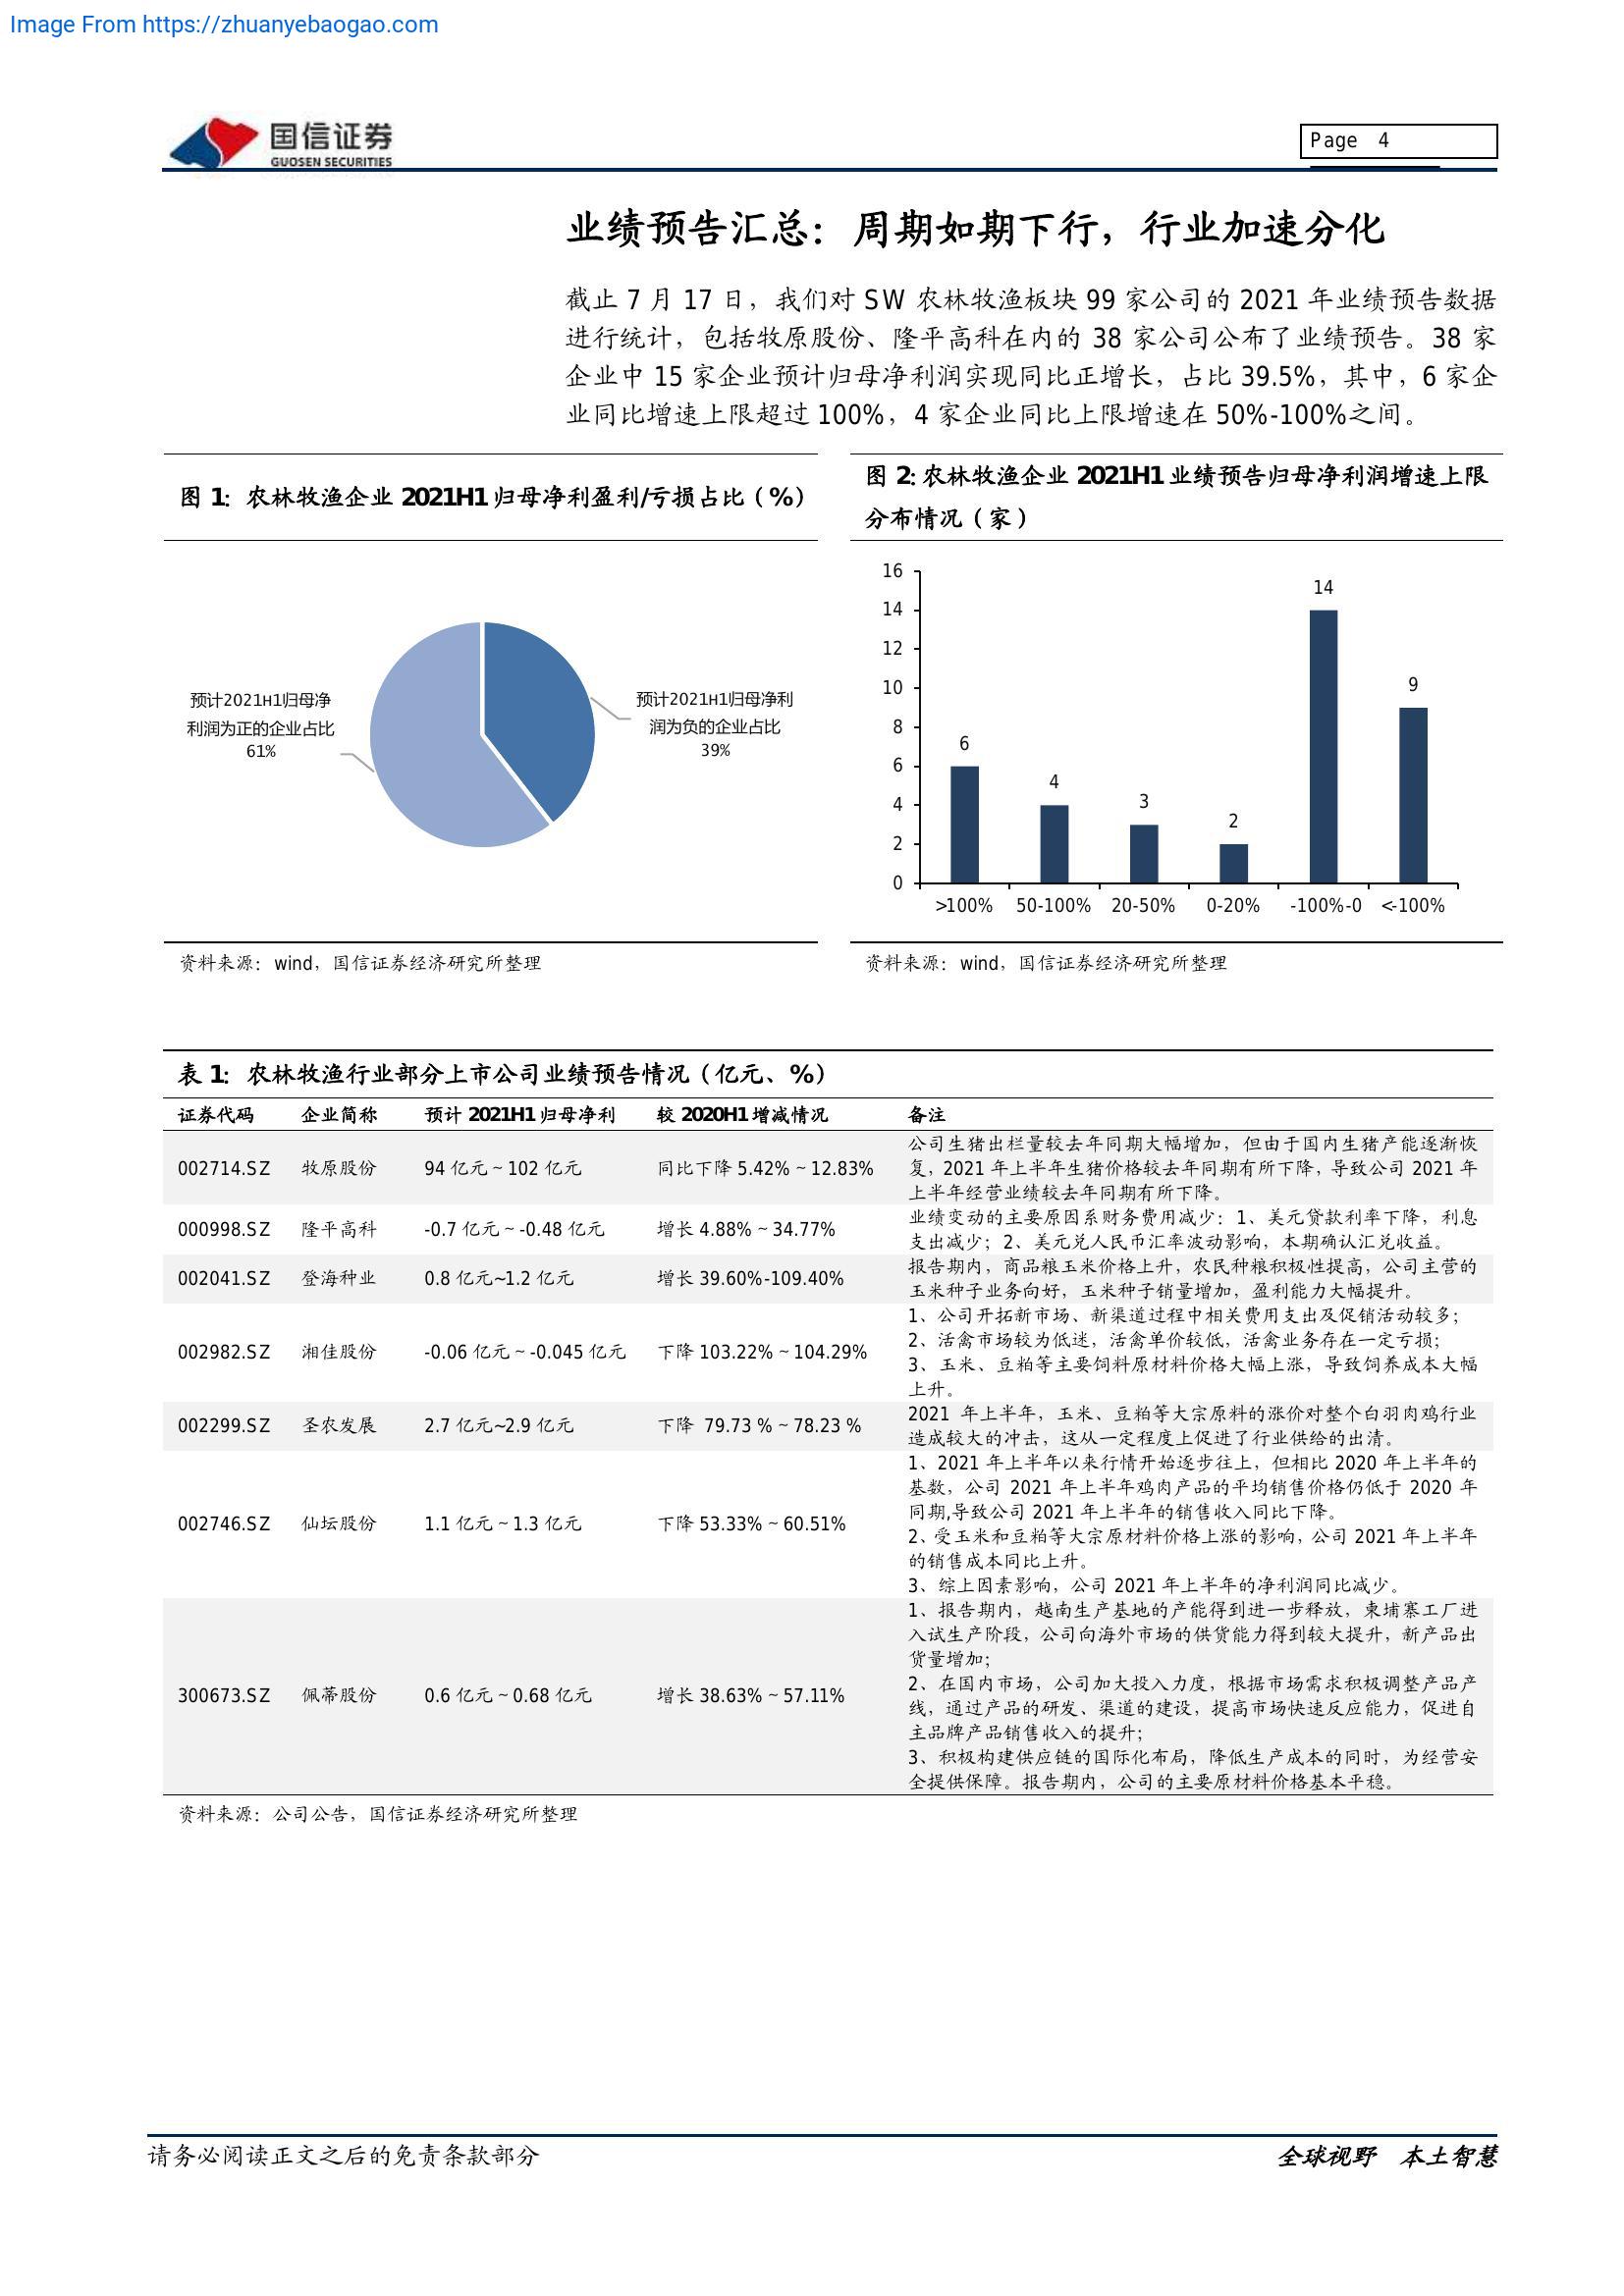 Image From https://zhuanyebaogao.com
国信证券
GUOSEN SECURITIES
Page 4
业绩预告汇总：周期如期下行，行业加速分化
截止 7 月 17 日，我们对 SW 农林牧渔板块 99 家公司的 2021 年业绩预告数据
进行统计，包括牧原股份、隆平高科在内的 38 家公司公布了业绩预告。38 家
企业中 15 家企业预计归母净利润实现同比正增长，占比 39.5%，其中，6 家企
业同比增速上限超过 100%，4 家企业同比上限增速在 50%-100%之间。
图 1：农林牧渔企业 2021H1 归母净利盈利/亏损占比（%）
预计2021H1归母净
利润为正的企业占比
61%
预计2021H1归母净利
润为负的企业占比
39%
资料来源：wind，国信证券经济研究所整理
图 2：农林牧渔企业 2021H1 业绩预告归母净利润增速上限
分布情况（家）
16
14
12
10
8
6
4
2
0
6
4
3
2
14
9
>100% 50-100% 20-50% 0-20% -100%-0 <-100%
资料来源：wind，国信证券经济研究所整理
表 1：农林牧渔行业部分上市公司业绩预告情况（亿元、%）
证券代码 企业简称 预计 2021H1 归母净利 较 2020H1 增减情况 备注
002714.SZ 牧原股份 94 亿元～102 亿元 同比下降 5.42%～12.83%
公司生猪出栏量较去年同期大幅增加，但由于国内生猪产能逐渐恢
复，2021 年上半年生猪价格较去年同期有所下降，导致公司 2021 年
上半年经营业绩较去年同期有所下降。
000998.SZ 隆平高科 -0.7 亿元～-0.48 亿元 增长 4.88%～34.77%
业绩变动的主要原因系财务费用减少：1、美元贷款利率下降，利息
支出减少；2、美元兑人民币汇率波动影响，本期确认汇兑收益。
002041.SZ 登海种业 0.8 亿元~1.2 亿元 增长 39.60%-109.40%
报告期内，商品粮玉米价格上升，农民种粮积极性提高，公司主营的
玉米种子业务向好，玉米种子销量增加，盈利能力大幅提升。
002982.SZ 湘佳股份 -0.06 亿元～-0.045 亿元 下降 103.22%～104.29%
1、公司开拓新市场、新渠道过程中相关费用支出及促销活动较多；
2、活禽市场较为低迷，活禽单价较低，活禽业务存在一定亏损；
3、玉米、豆粕等主要饲料原材料价格大幅上涨，导致饲养成本大幅
上升。
002299.SZ 圣农发展 2.7 亿元~2.9 亿元 下降 79.73 %～78.23 %
2021 年上半年，玉米、豆粕等大宗原料的涨价对整个白羽肉鸡行业
造成较大的冲击，这从一定程度上促进了行业供给的出清。
002746.SZ 仙坛股份 1.1 亿元～1.3 亿元 下降 53.33%～60.51%
1、2021 年上半年以来行情开始逐步往上，但相比 2020 年上半年的
基数，公司 2021 年上半年鸡肉产品的平均销售价格仍低于 2020 年
同期,导致公司 2021 年上半年的销售收入同比下降。
2、受玉米和豆粕等大宗原材料价格上涨的影响，公司 2021 年上半年
的销售成本同比上升。
3、综上因素影响，公司 2021 年上半年的净利润同比减少。
300673.SZ 佩蒂股份 0.6 亿元～0.68 亿元 增长 38.63%～57.11%
1、报告期内，越南生产基地的产能得到进一步释放，柬埔寨工厂进
入试生产阶段，公司向海外市场的供货能力得到较大提升，新产品出
货量增加；
2、在国内市场，公司加大投入力度，根据市场需求积极调整产品产
线，通过产品的研发、渠道的建设，提高市场快速反应能力，促进自
主品牌产品销售收入的提升；
3、积极构建供应链的国际化布局，降低生产成本的同时，为经营安
全提供保障。报告期内，公司的主要原材料价格基本平稳。
资料来源：公司公告，国信证券经济研究所整理
请务必阅读正文之后的免责条款部分
全球视野 本土智慧